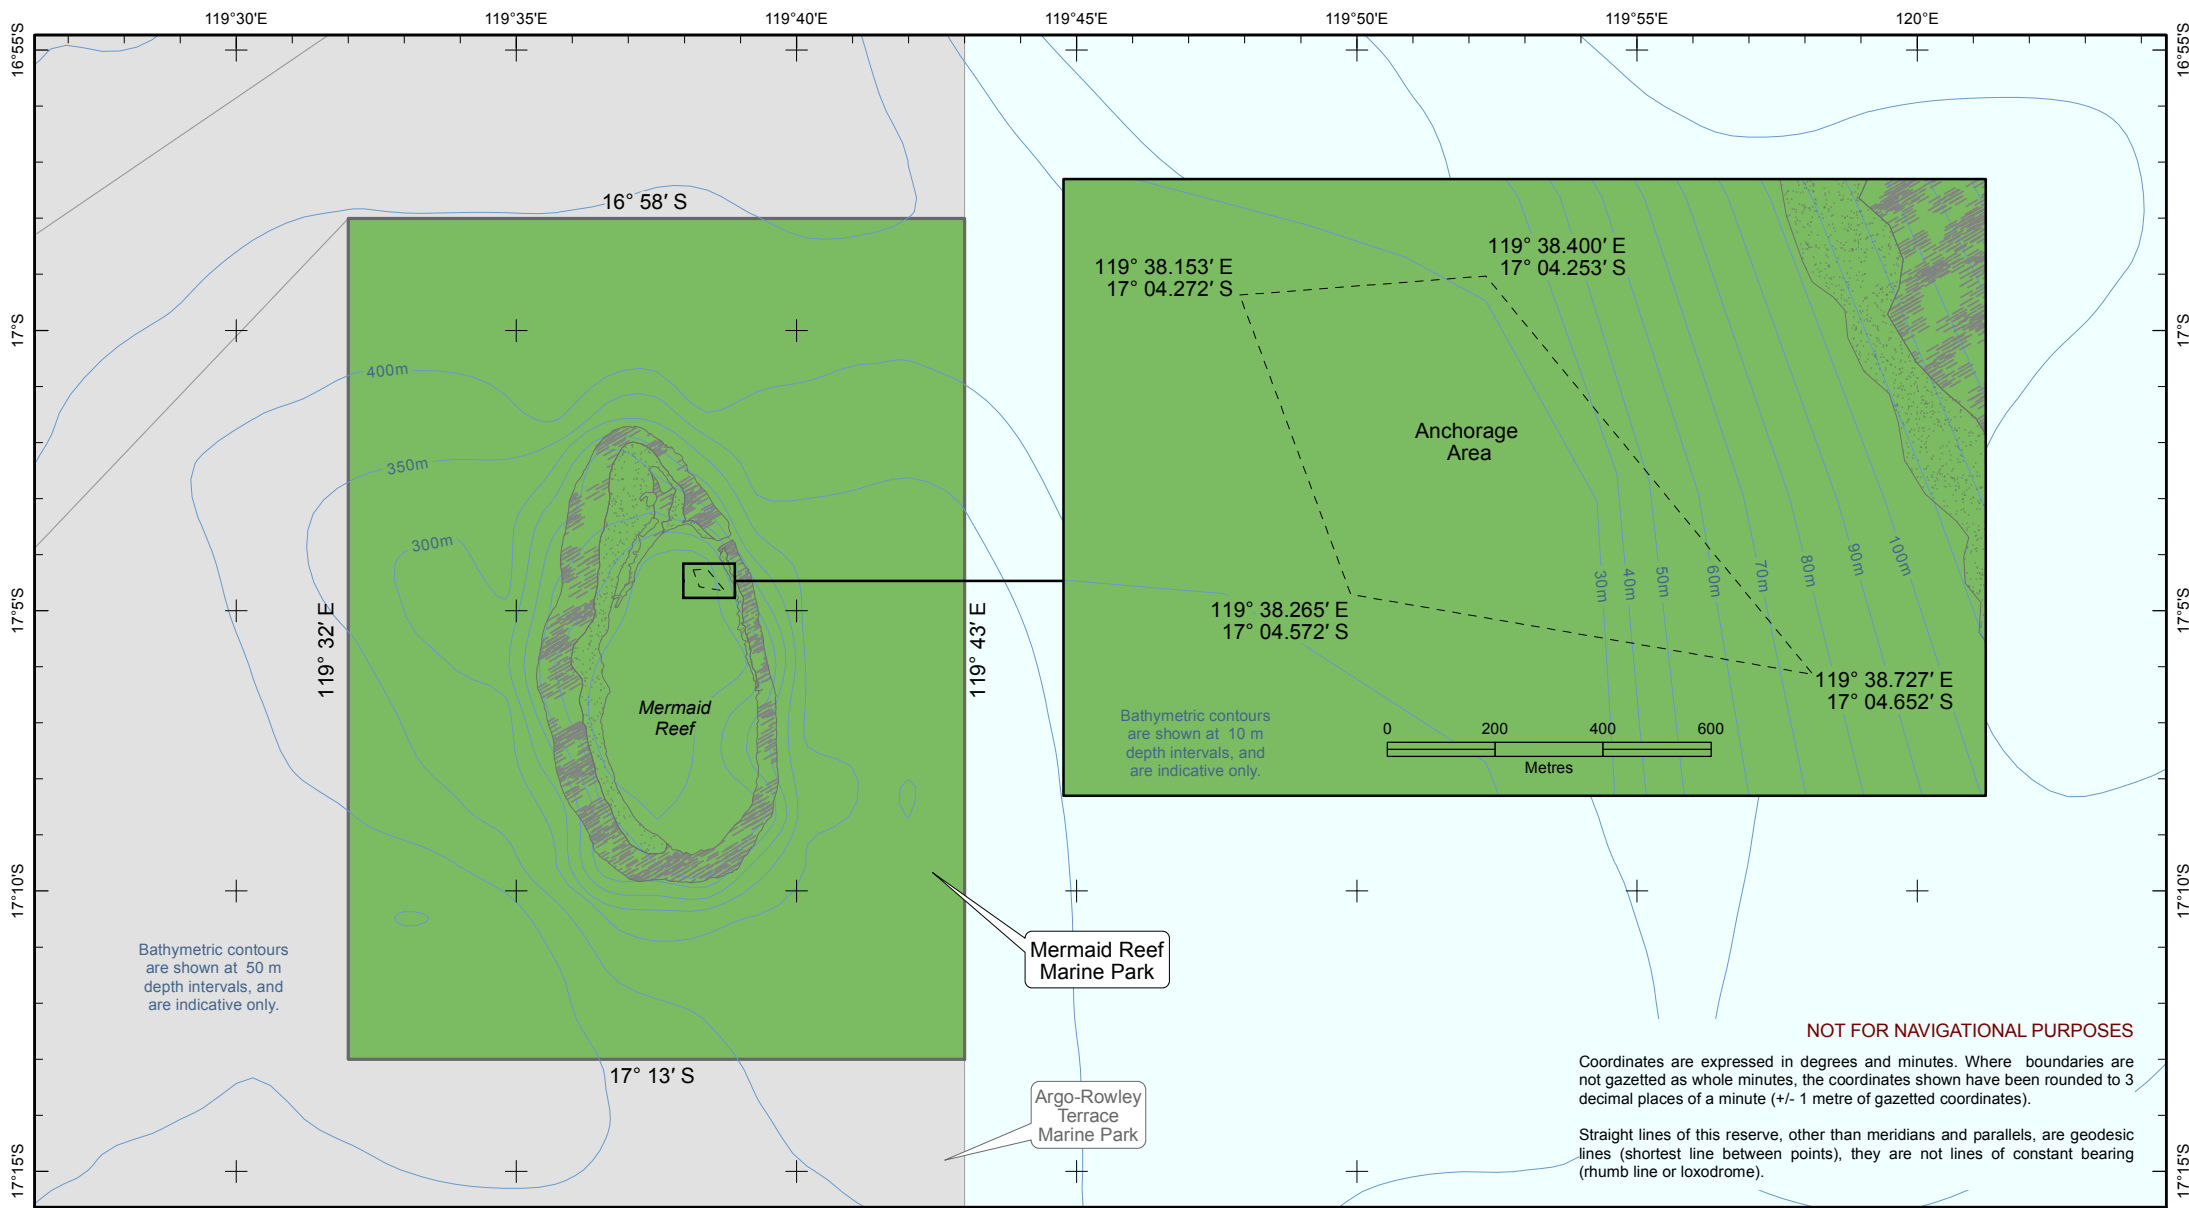 119°30'E
119°35'E
119°40'E
119°45'E
119°50'E
119°55'E
120°E
16°55'S
16°55'S
17°S
17°S
17°5'S
17°5'S
17°10'S
17°10'S
17°15'S
17°15'S
16° 58′ S
119° 32′ E
119° 43′ E
17° 13′ S
400m
350m
300m
Mermaid
Reef
Bathymetric contours
are shown at 50 m
depth intervals, and
are indicative only.
119° 38.153′ E
17° 04.272′ S
119° 38.400′ E
17° 04.253′ S
Anchorage
Area
119° 38.265′ E
17° 04.572′ S
119° 38.727′ E
17° 04.652′ S
30m
40m
50m
60m
70m
80m
90m
100m
Bathymetric contours
are shown at 10 m
depth intervals, and
are indicative only.
0 200 400 600
Metres
Mermaid Reef
Marine Park
Argo-Rowley
Terrace
Marine Park
NOT FOR NAVIGATIONAL PURPOSES
Coordinates are expressed in degrees and minutes. Where boundaries are
not gazetted as whole minutes, the coordinates shown have been rounded to 3
decimal places of a minute (+/- 1 metre of gazetted coordinates).
Straight lines of this reserve, other than meridians and parallels, are geodesic
lines (shortest line between points), they are not lines of constant bearing
(rhumb line or loxodrome).